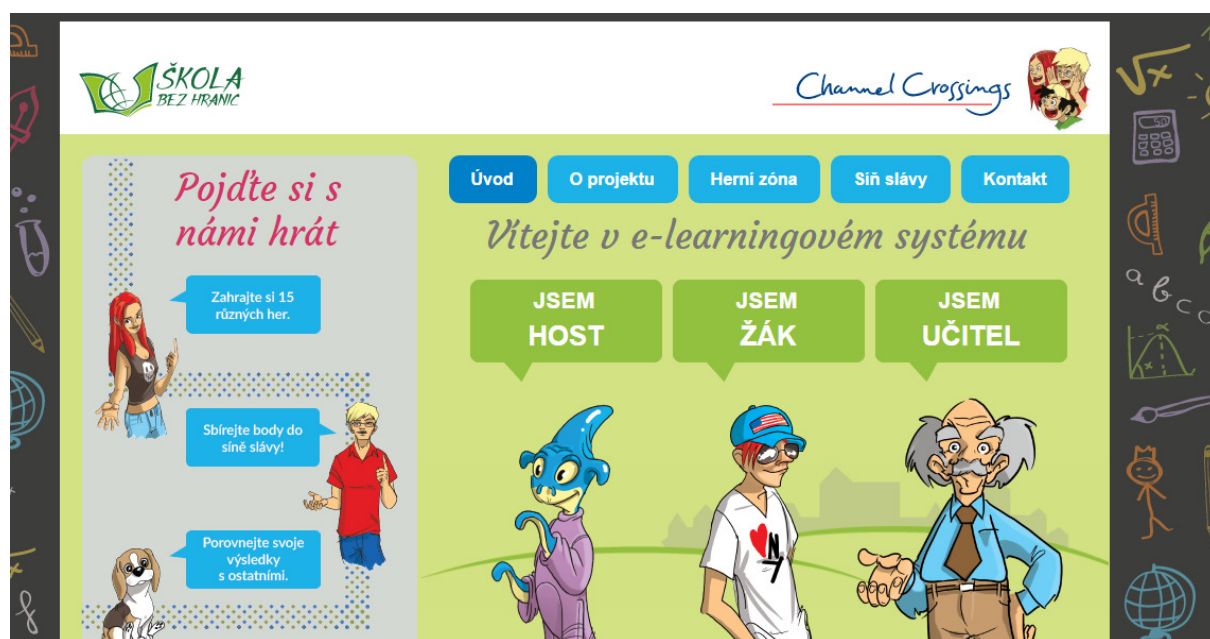 ŠKOLA
BEZ HRANIC
Channel Crossings
Pojďte si s
námi hrát
Zahrajte si 15
různých her.
Sbírejte body do
síně slávy!
Porovnejte svoje
výsledky
s ostatními.
Úvod
O projektu
Herní zóna
Síň slávy
Kontakt
Vítejte v e-learningovém systému
JSEM
HOST
JSEM
ŽÁK
JSEM
UČITEL
N
Y
√x
a b c